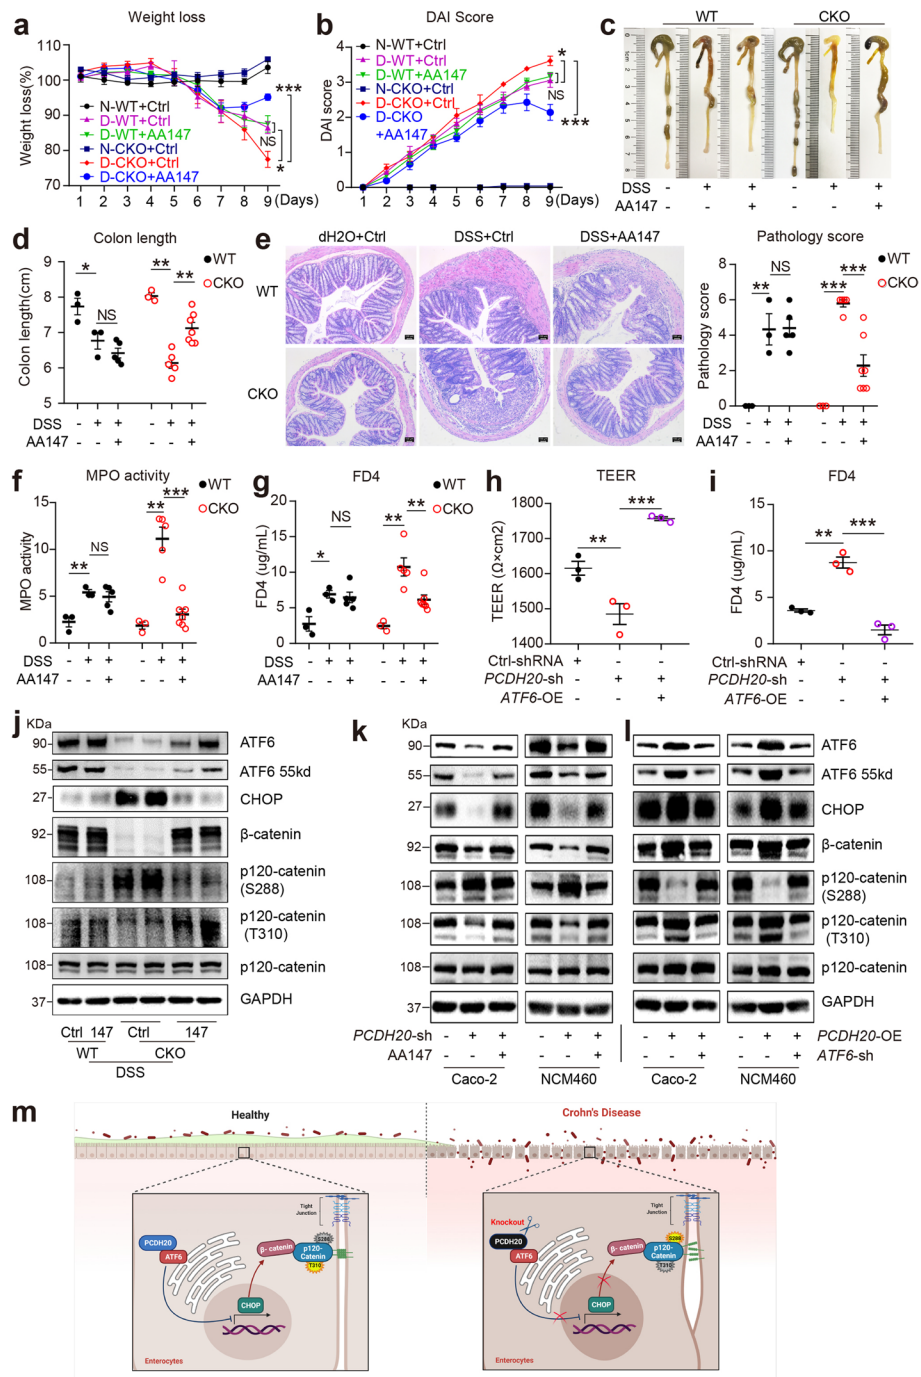 a
Weight loss
Weight loss(%)
110
100
90
80
70
N-WT+Ctrl
D-WT+Ctrl
D-WT+AA147
N-CKO+Ctrl
D-CKO+Ctrl
D-CKO+AA147
***
NS
*
1 2 3 4 5 6 7 8 9 (Days)
b
DAI Score
DAI score
4
3
2
1
0
N-WT+Ctrl
D-WT+Ctrl
D-WT+AA147
N-CKO+Ctrl
D-CKO+Ctrl
D-CKO
+AA147
*
NS
***
1 2 3 4 5 6 7 8 9 (Days)
c
WT CKO
DSS - + + - + +
AA147 + +
d
Colon length
WT
CKO
Colon length(cm)
9
8
7
6
5
4
* NS ** **
DSS - + + - + +
AA147 + +
e
dH2O+Ctrl DSS+Ctrl DSS+AA147
WT
CKO
Pathology score
WT
CKO
Pathology score
8
6
4
2
0
** NS *** ***
DSS - + + - + +
AA147 + +
f
MPO activity
WT
CKO
MPO activity
15
10
5
0
** NS ** ***
DSS - + + - + +
AA147 + +
g
FD4
WT
CKO
FD4 (ug/mL)
20
15
10
5
0
* NS ** **
DSS - + + - + +
AA147 + +
h
TEER
TEER (Ω×cm2)
1800
1700
1600
1500
1400
** ***
Ctrl-shRNA + - -
PCDH20-sh - + +
ATF6-OE - - +
i
FD4
FD4 (ug/mL)
15
10
5
0
** ***
Ctrl-shRNA + - -
PCDH20-sh - + +
ATF6-OE - - +
j
KDa
90 ATF6
55 ATF6 55kd
27 CHOP
92 β-catenin
108 p120-catenin
(S288)
108 p120-catenin
(T310)
108 p120-catenin
37 GAPDH
Ctrl 147 Ctrl 147
WT CKO
DSS
k
KDa
90
55
27
92
108
108
108
37
PCDH20-sh - + + - + +
AA147 + +
Caco-2 NCM460
l
ATF6
ATF6 55kd
CHOP
β-catenin
p120-catenin
(S288)
p120-catenin
(T310)
p120-catenin
GAPDH
- + + - + + PCDH20-OE
+ + ATF6-sh
Caco-2 NCM460
m
Healthy
Crohn's Disease
Tight
Junction
PCDH20
ATF6
β- catenin
p120-
Catenin
S288
T310
CHOP
Enterocytes
Tight
Junction
Knockout
PCDH20
ATF6
β- catenin
p120-
Catenin
S288
T310
CHOP
Enterocytes